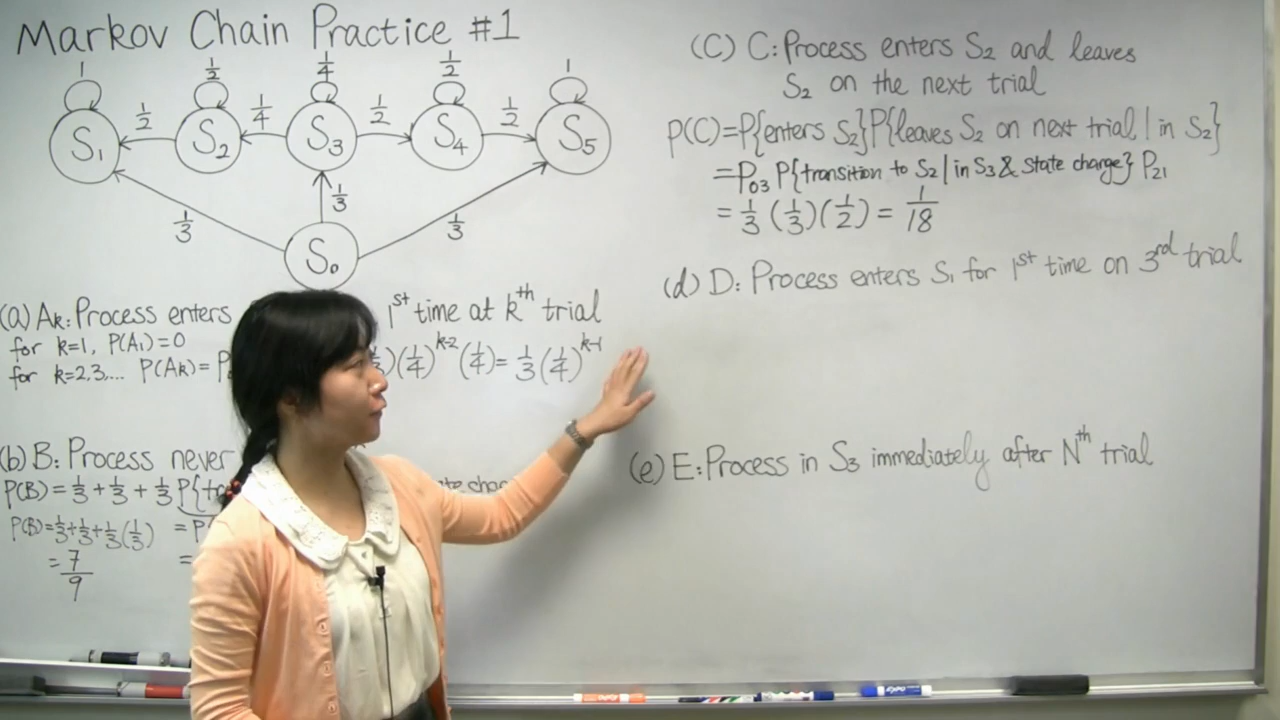 Markov Chain Practice #1
1 1/2 1/4 1/2 1
1/2 1/4 1/2 1/2
S1 S2 S3 S4 S5
1/3 1/3 1/3
S0
(a) Ak: Process enters 1st time at kth trial
for k=1, P(A1)=0
for k=2,3,... P(Ak)= P )(1/4)^k-2 (1/4)= 1/3 (1/4)^k-1
(b) B: Process never
P(B) = 1/3 + 1/3 + 1/3 P{
P(B)=1/3+1/3+1/3(1/3) =P
= 7/9 =
(C) C: Process enters S2 and leaves
S2 on the next trial
P(C)=P{enters S2}P{leaves S2 on next trial | in S2}
=P03 P{transition to S2 | in S3 & state change} P21
= 1/3 (1/3)(1/2) = 1/18
(d) D: Process enters S1 for 1st time on 3rd trial
(e) E: Process in S3 immediately after Nth trial
EXPO